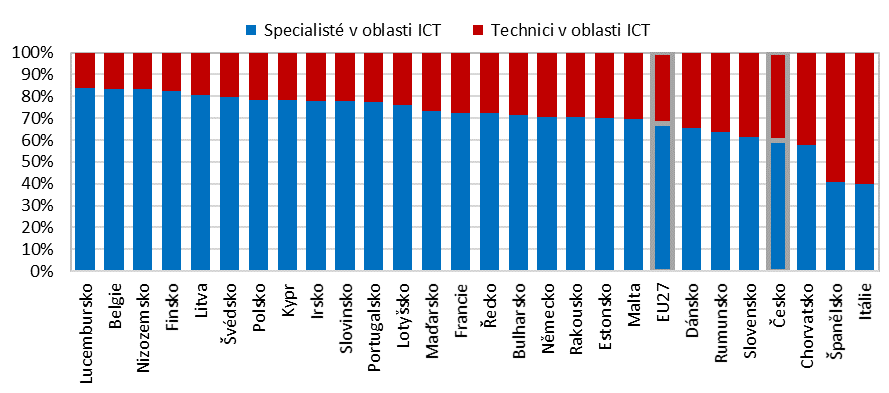 Specialisté v oblasti ICT
Technici v oblasti ICT
100%
90%
80%
70%
60%
50%
40%
30%
20%
10%
0%
Lucembursko
Belgie
Nizozemsko
Finsko
Litva
Švédsko
Polsko
Kypr
Irsko
Slovinsko
Portugalsko
Lotyšsko
Maďarsko
Francie
Řecko
Bulharsko
Německo
Rakousko
Estonsko
Malta
EU27
Dánsko
Rumunsko
Slovensko
Česko
Chorvatsko
Španělsko
Itálie